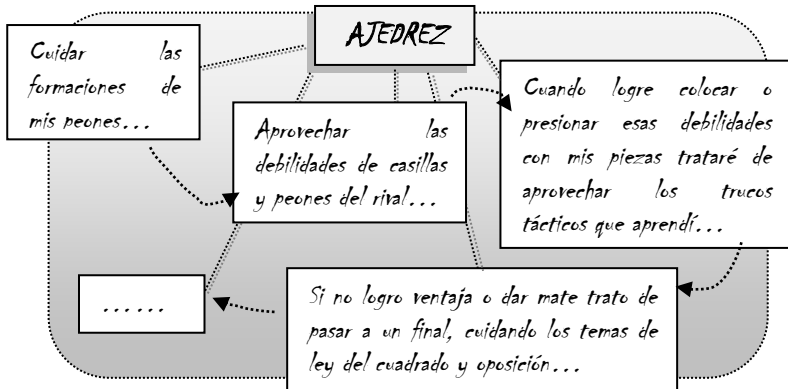 AJEDREZ
Cuidar las
formaciones de
mis peones...
Aprovechar las
debilidades de casillas
y peones del rival...
Cuando logre colocar o
presionar esas debilidades
con mis piezas trataré de
aprovechar los trucos
tácticos que aprendí...
Si no logro ventaja o dar mate trato de
pasar a un final, cuidando los temas de
ley del cuadrado y oposición...
......